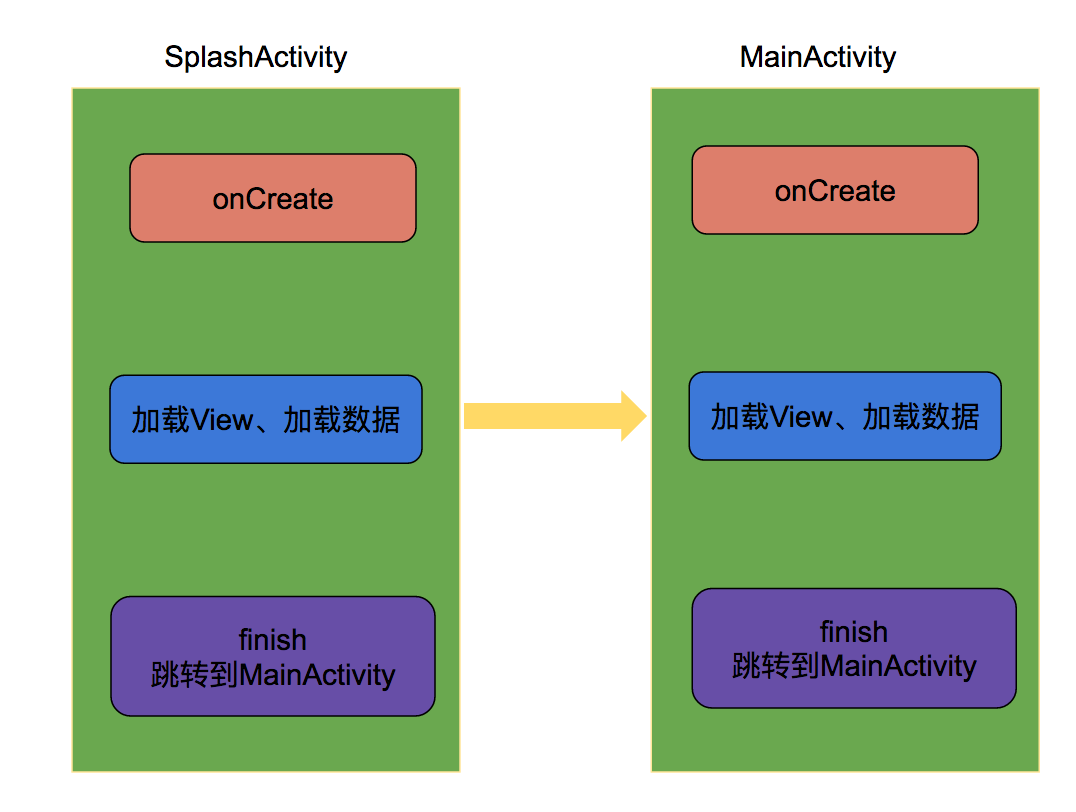 SplashActivity
onCreate
加载View、加载数据
finish
跳转到MainActivity
MainActivity
onCreate
加载View、加载数据
finish
跳转到MainActivity